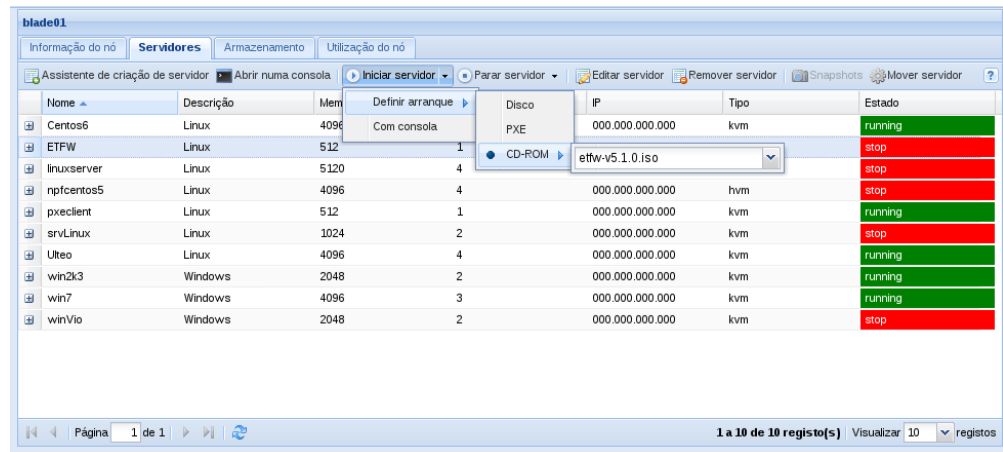 blade01
Informação do nó Servidores Armazenamento Utilização do nó
Assistente de criação de servidor Abrir numa consola Iniciar servidor Parar servidor Editar servidor Remover servidor Snapshots Mover servidor ?
Nome Descrição Mem IP Tipo Estado
Definir arranque
Com consola
Disco
PXE
CD-ROM
etfw-v5.1.0.iso
Centos6 Linux 4096 000.000.000.000 kvm running
ETFW Linux 512 1 stop
linuxserver Linux 5120 4 stop
npfcentos5 Linux 4096 4 000.000.000.000 hvm stop
pxeclient Linux 512 1 000.000.000.000 kvm running
srvLinux Linux 1024 2 000.000.000.000 kvm stop
Ulteo Linux 4096 4 000.000.000.000 kvm running
win2k3 Windows 2048 2 000.000.000.000 kvm running
win7 Windows 4096 3 000.000.000.000 kvm running
winVio Windows 2048 2 000.000.000.000 kvm stop
Página 1 de 1 1 a 10 de 10 registo(s) Visualizar 10 registos